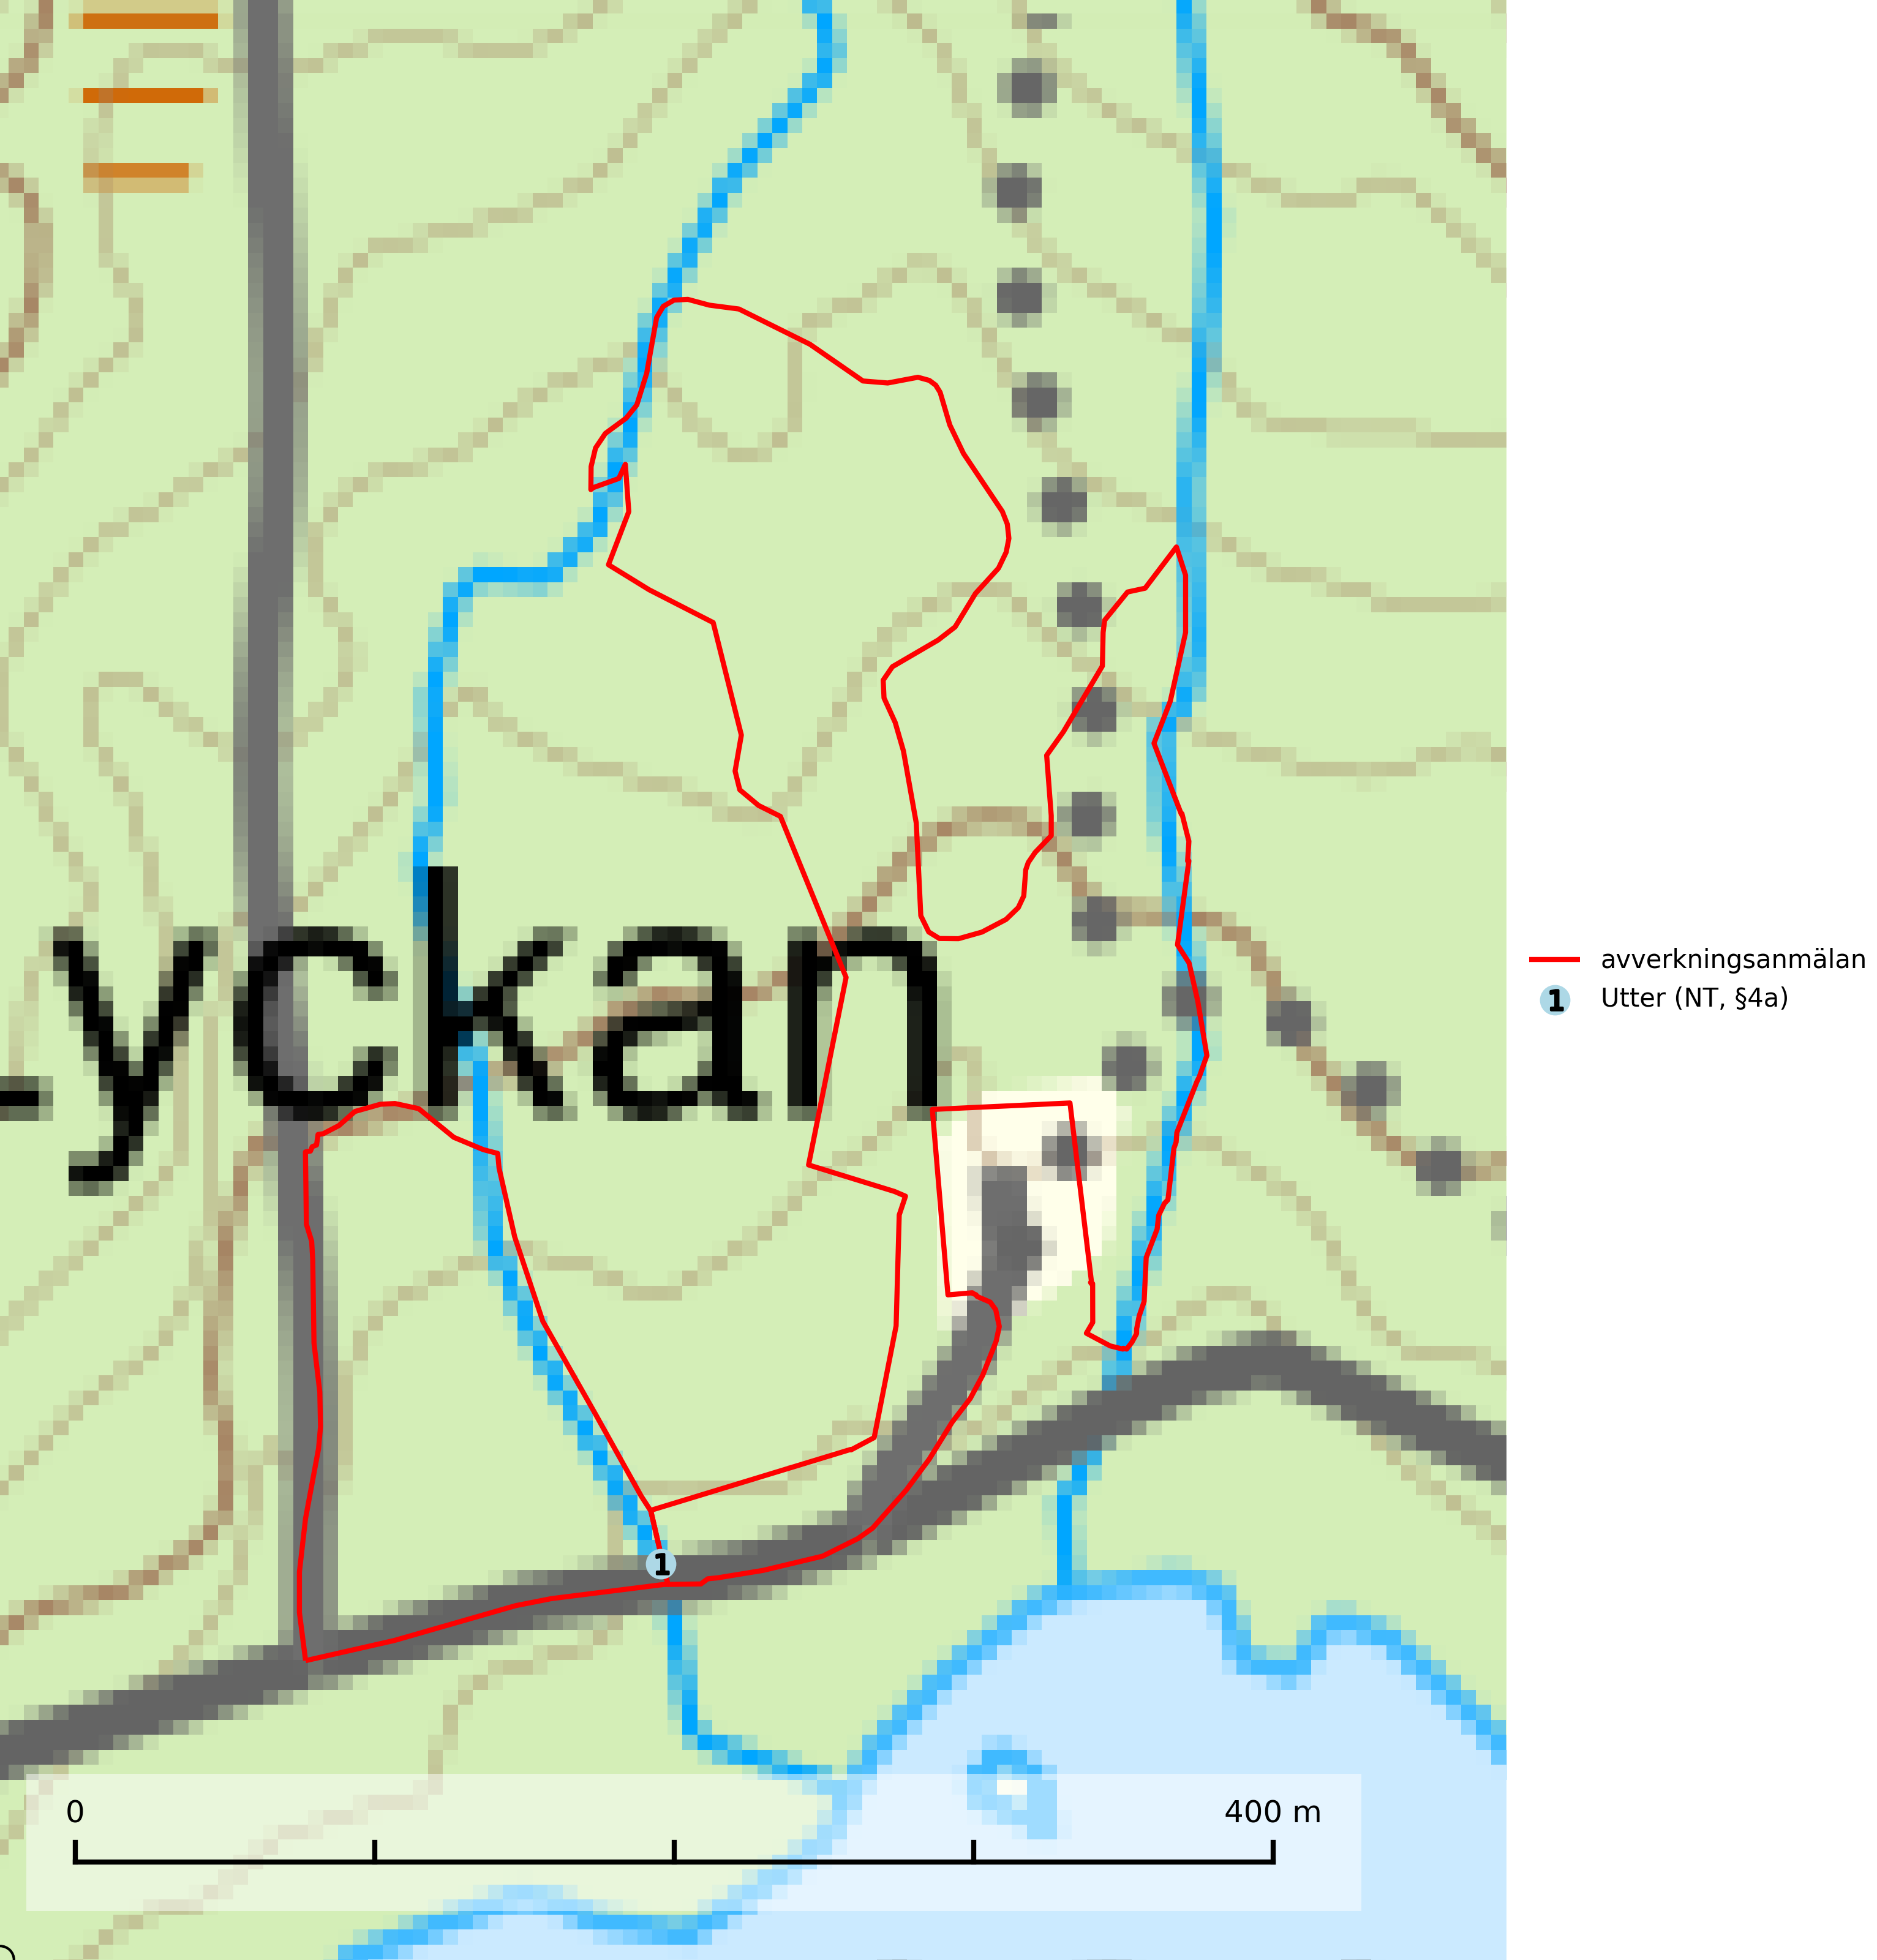 yckan
avverkningsanmälan
1 Utter (NT, §4a)
1
0 400 m